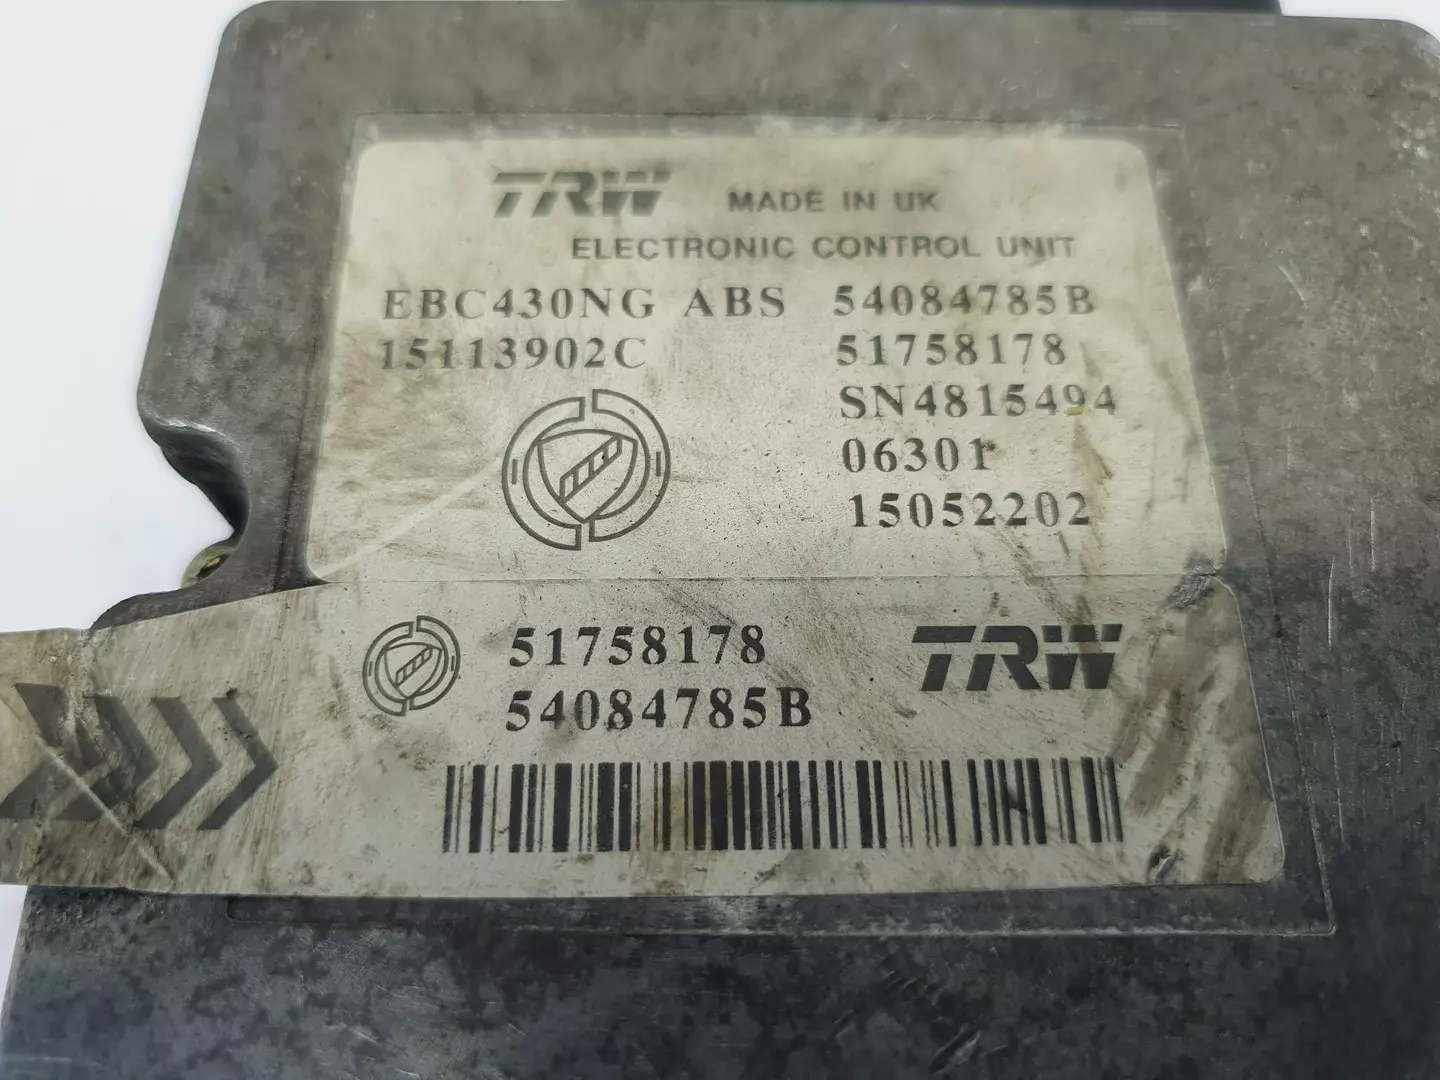 TRW MADE IN UK
ELECTRONIC CONTROL UNIT
EBC430NG ABS 54084785B
15113902C 51758178
SN4815494
06301
15052202
51758178 TRW
54084785B